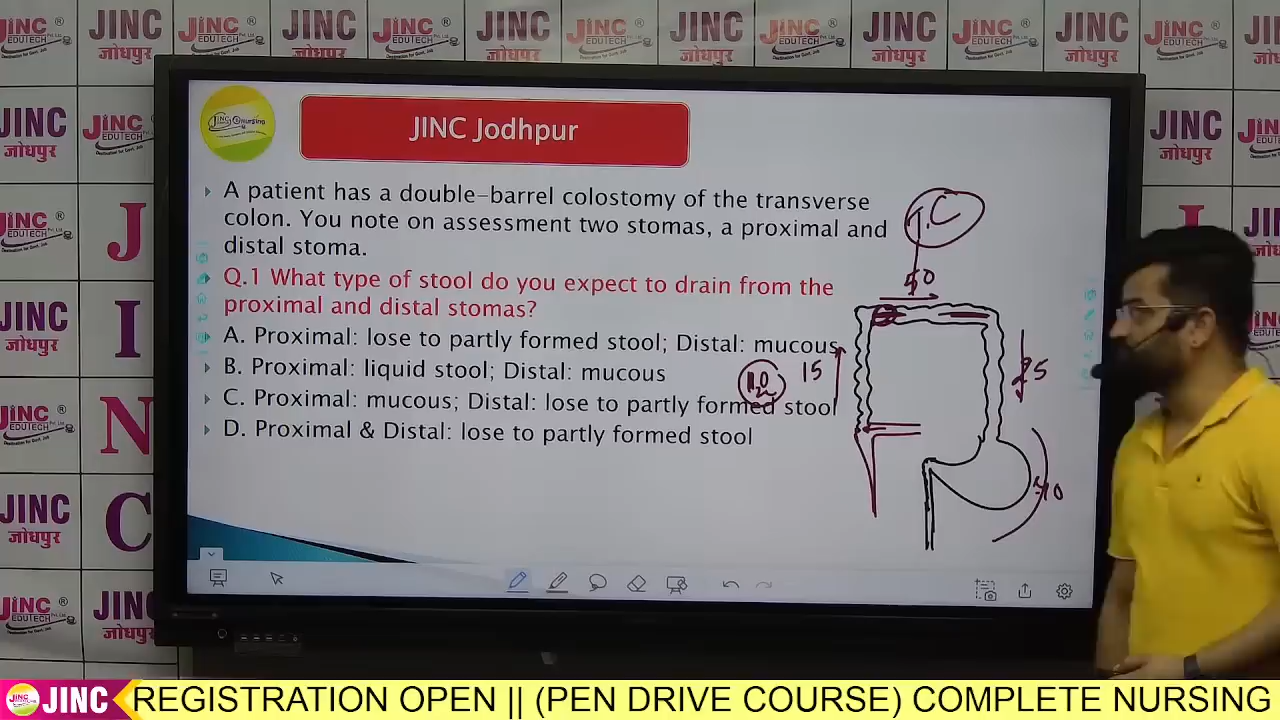 JINC Jodhpur
A patient has a double-barrel colostomy of the transverse
colon. You note on assessment two stomas, a proximal and
distal stoma.
Q.1 What type of stool do you expect to drain from the
proximal and distal stomas?
A. Proximal: lose to partly formed stool; Distal: mucous
B. Proximal: liquid stool; Distal: mucous
C. Proximal: mucous; Distal: lose to partly formed stool
D. Proximal & Distal: lose to partly formed stool
T.C
50
15
H2O
25
JINC
EDUTECH
जोधपुर
J
I
N
C
JINC
REGISTRATION OPEN || (PEN DRIVE COURSE) COMPLETE NURSING